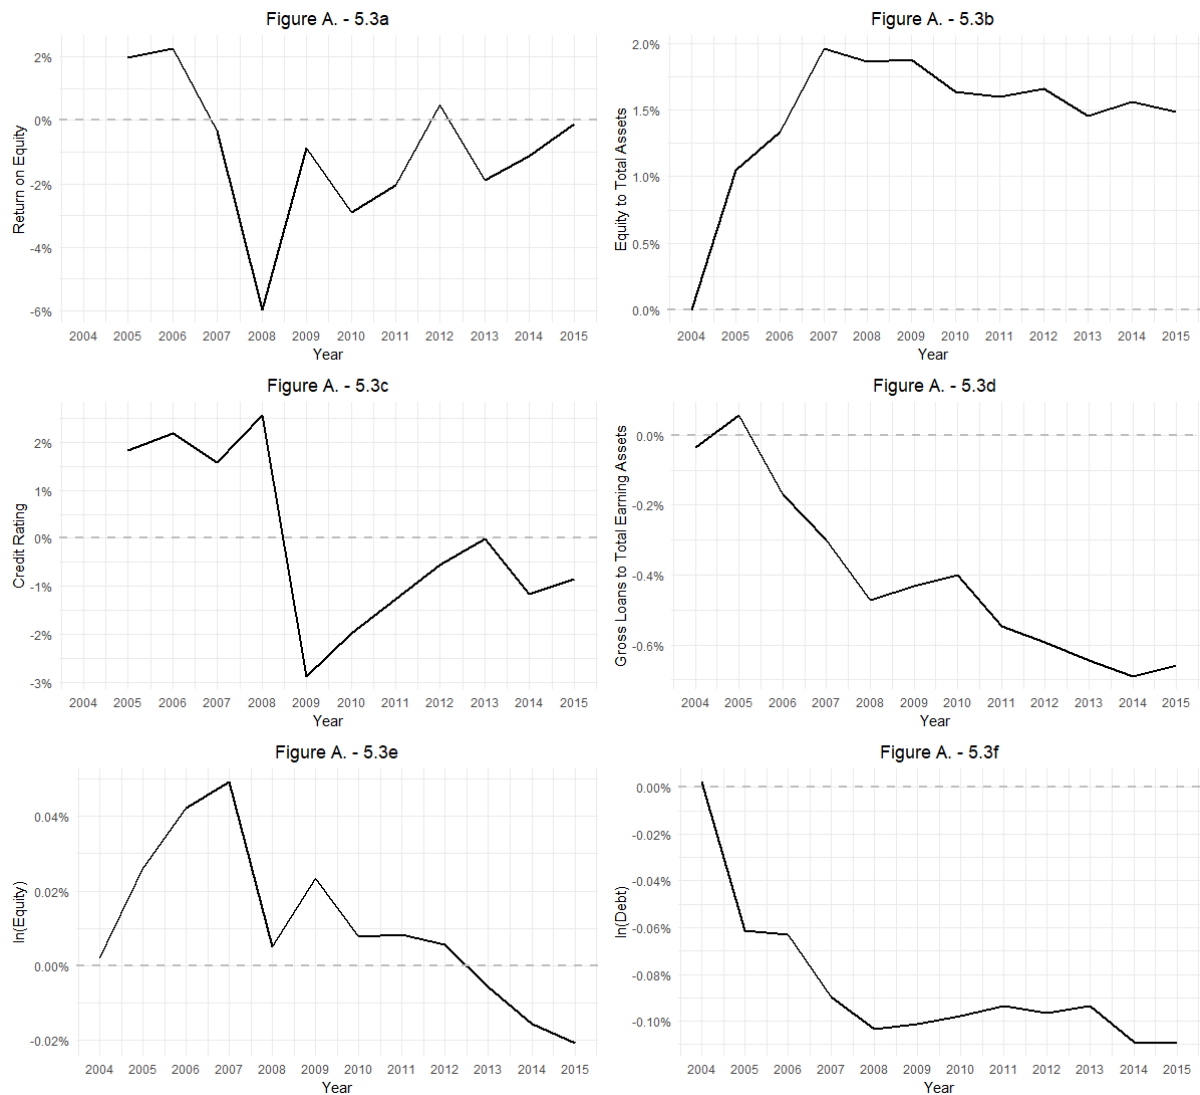 Figure A. - 5.3a
Return on Equity
2%
0%
-2%
-4%
-6%
2004 2005 2006 2007 2008 2009 2010 2011 2012 2013 2014 2015
Year
Figure A. - 5.3b
Equity to Total Assets
2.0%
1.5%
1.0%
0.5%
0.0%
2004 2005 2006 2007 2008 2009 2010 2011 2012 2013 2014 2015
Year
Figure A. - 5.3c
Credit Rating
2%
1%
0%
-1%
-2%
-3%
2004 2005 2006 2007 2008 2009 2010 2011 2012 2013 2014 2015
Year
Figure A. - 5.3d
Gross Loans to Total Earning Assets
0.0%
-0.2%
-0.4%
-0.6%
2004 2005 2006 2007 2008 2009 2010 2011 2012 2013 2014 2015
Year
Figure A. - 5.3e
ln(Equity)
0.04%
0.02%
0.00%
-0.02%
2004 2005 2006 2007 2008 2009 2010 2011 2012 2013 2014 2015
Year
Figure A. - 5.3f
ln(Debt)
0.00%
-0.02%
-0.04%
-0.06%
-0.08%
-0.10%
2004 2005 2006 2007 2008 2009 2010 2011 2012 2013 2014 2015
Year